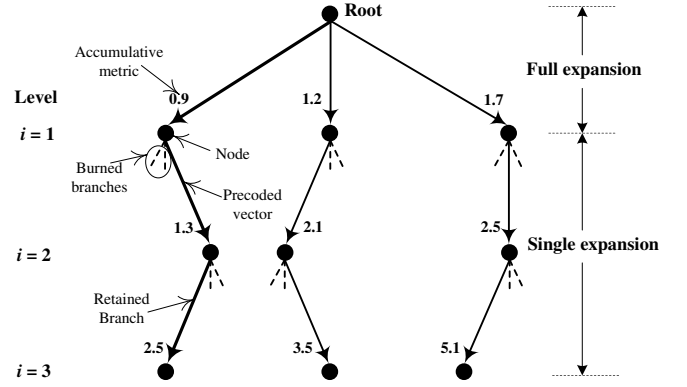 Root
Accumulative
metric
Full expansion
Level
0.9
1.2
1.7
i = 1
Node
Burned
branches
Precoded
vector
1.3
2.1
2.5
Single expansion
i = 2
Retained
Branch
2.5
3.5
5.1
i = 3